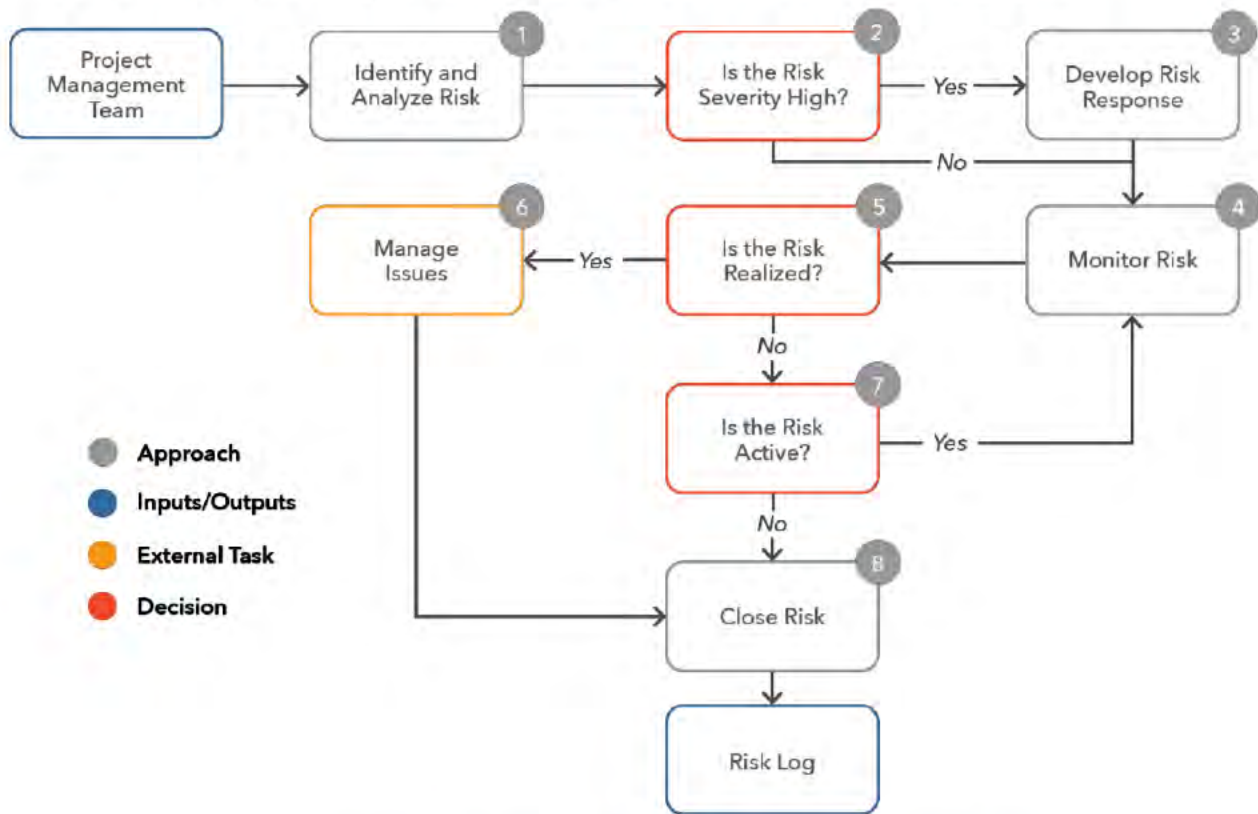 Project
Management
Team
1
Identify and
Analyze Risk
2
Is the Risk
Severity High?
Yes
3
Develop Risk
Response
No
4
Monitor Risk
5
Is the Risk
Realized?
Yes
6
Manage
Issues
No
7
Is the Risk
Active?
Yes
No
8
Close Risk
Risk Log
Approach
Inputs/Outputs
External Task
Decision